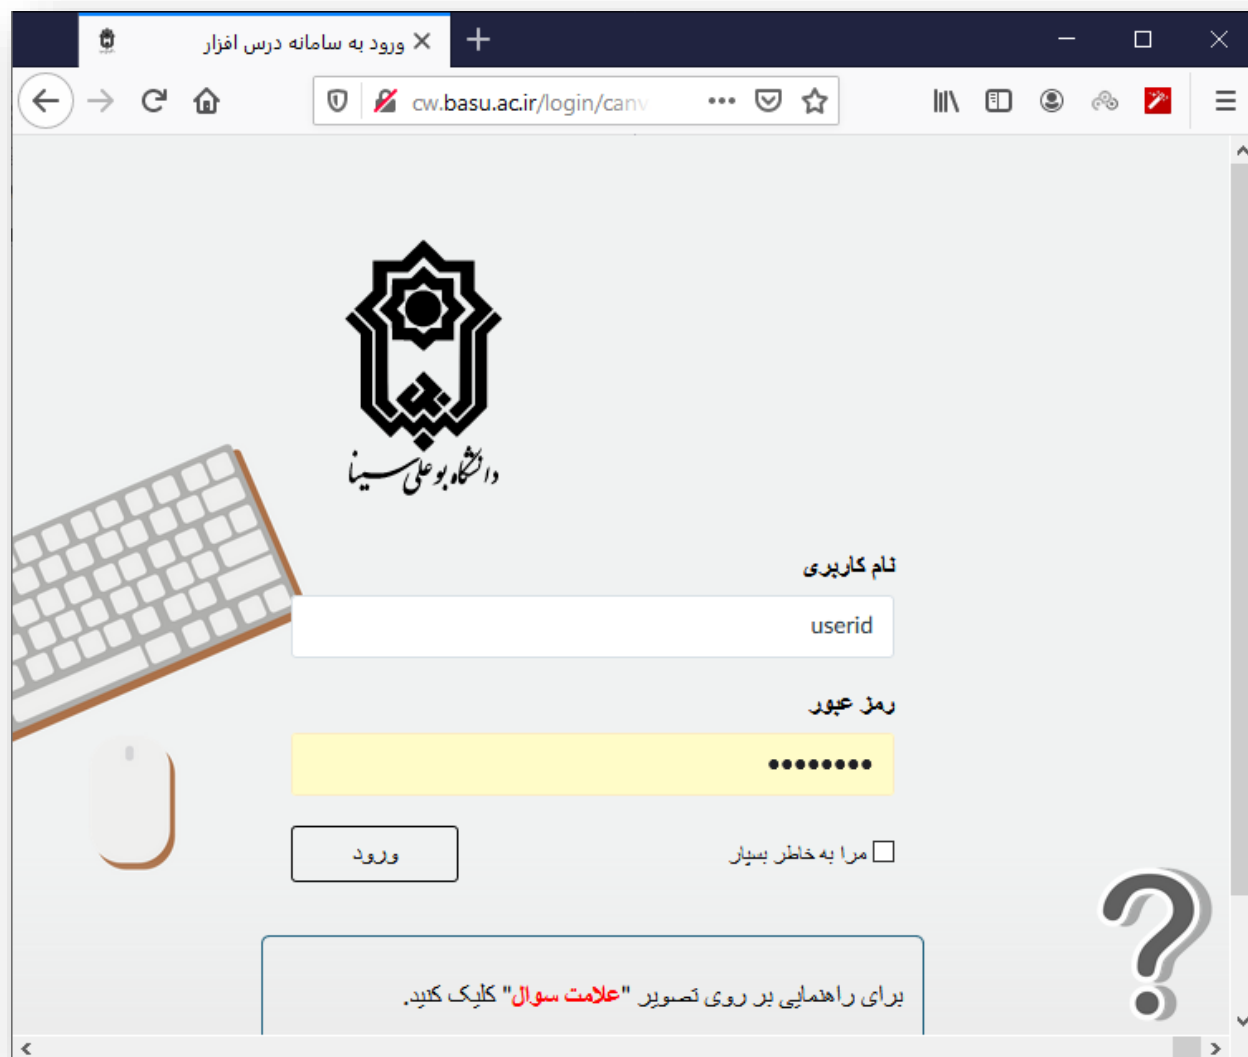 ورود به سامانه درس افزار
cw.basu.ac.ir/login/canv
دانشگاه بوعلی سینا
نام کاربری
userid
رمز عبور
••••••••
مرا به خاطر بسپار
ورود
برای راهنمایی بر روی تصویر "علامت سوال" کلیک کنید.